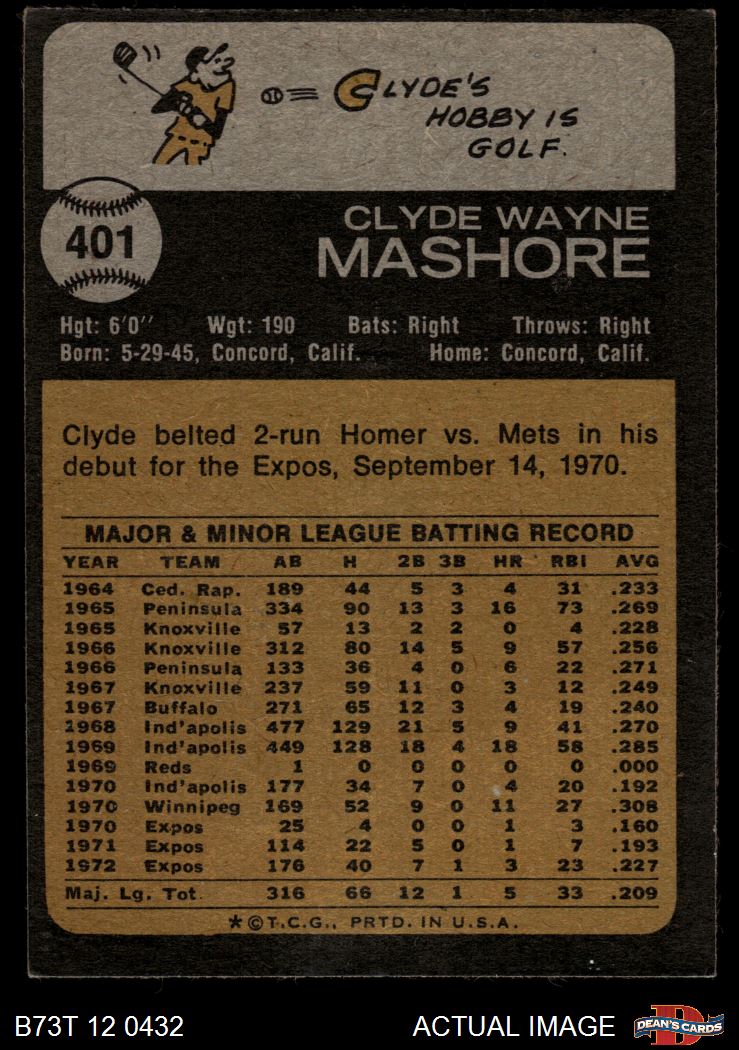 CLYDE'S
HOBBY IS
GOLF.
401
CLYDE WAYNE
MASHORE
Hgt: 6'0" Wgt: 190 Bats: Right Throws: Right
Born: 5-29-45, Concord, Calif. Home: Concord, Calif.
Clyde belted 2-run Homer vs. Mets in his
debut for the Expos, September 14, 1970.
MAJOR & MINOR LEAGUE BATTING RECORD
YEAR TEAM AB H 2B 3B HR RBI AVG
1964 Ced. Rap. 189 44 5 3 4 31 .233
1965 Peninsula 334 90 13 3 16 73 .269
1965 Knoxville 57 13 2 2 0 4 .228
1966 Knoxville 312 80 14 5 9 57 .256
1966 Peninsula 133 36 4 0 6 22 .271
1967 Knoxville 237 59 11 0 3 12 .249
1967 Buffalo 271 65 12 3 4 19 .240
1968 Ind'apolis 477 129 21 5 9 41 .270
1969 Ind'apolis 449 128 18 4 18 58 .285
1969 Reds 1 0 0 0 0 0 .000
1970 Ind'apolis 177 34 7 0 4 20 .192
1970 Winnipeg 169 52 9 0 11 27 .308
1970 Expos 25 4 0 0 1 3 .160
1971 Expos 114 22 5 0 1 7 .193
1972 Expos 176 40 7 1 3 23 .227
Maj. Lg. Tot. 316 66 12 1 5 33 .209
*©T.C.G., PRTD. IN U.S.A.
B73T 12 0432 ACTUAL IMAGE DEAN'S CARDS